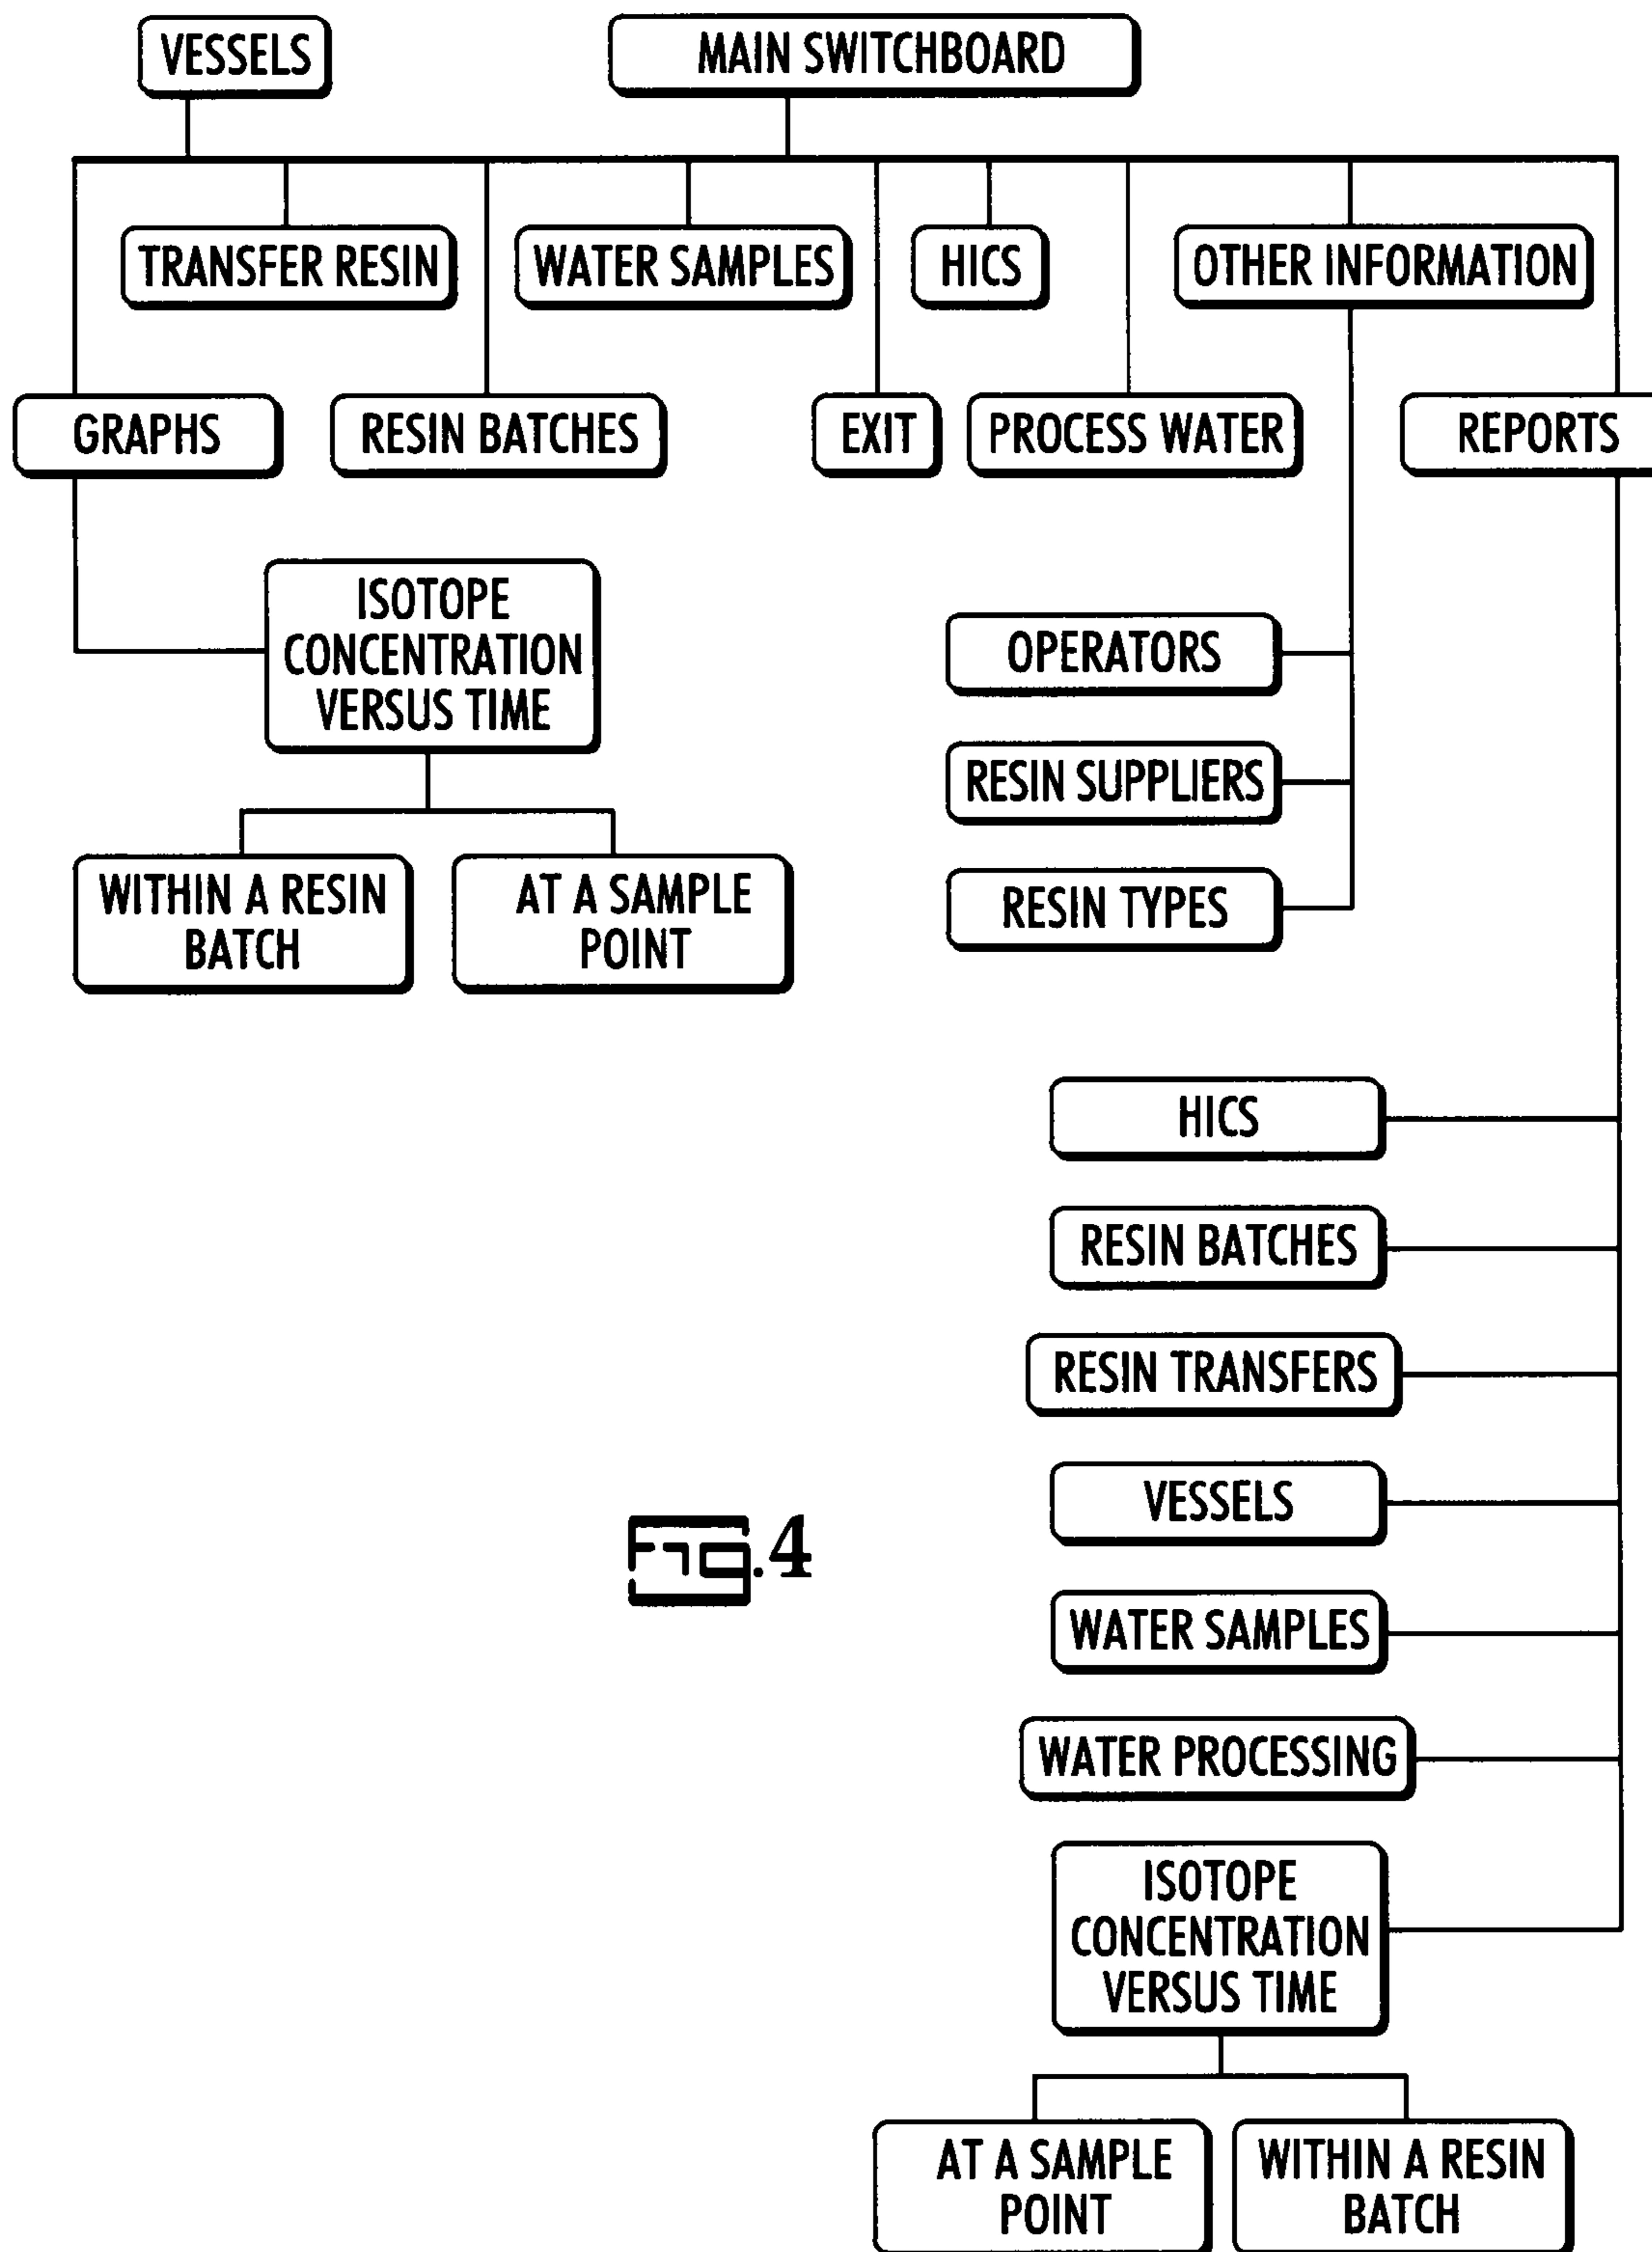 VESSELS
MAIN SWITCHBOARD
TRANSFER RESIN
WATER SAMPLES
HICS
OTHER INFORMATION
GRAPHS
RESIN BATCHES
EXIT
PROCESS WATER
REPORTS
ISOTOPE
CONCENTRATION
VERSUS TIME
WITHIN A RESIN
BATCH
AT A SAMPLE
POINT
OPERATORS
RESIN SUPPLIERS
RESIN TYPES
HICS
RESIN BATCHES
RESIN TRANSFERS
VESSELS
WATER SAMPLES
WATER PROCESSING
ISOTOPE
CONCENTRATION
VERSUS TIME
AT A SAMPLE
POINT
WITHIN A RESIN
BATCH
Fig.4